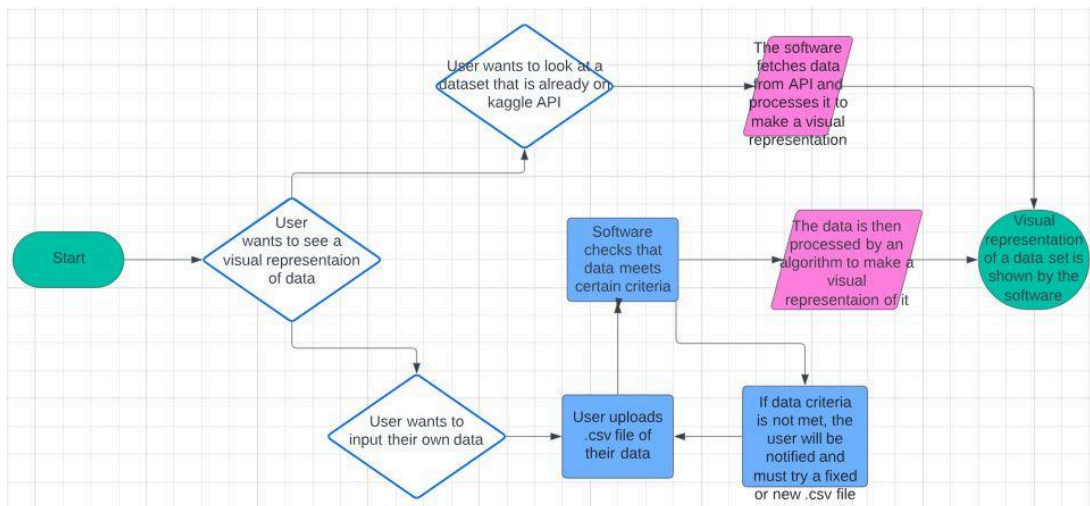 User wants to look at a
dataset that is already on
kaggle API
The software
fetches data
from API and
processes it to
make a visual
representation
Start
User
wants to see a
visual representaion
of data
Software
checks that
data meets
certain criteria
The data is then
processed by an
algorithm to make a
visual
representaion of it
Visual
representation
of a data set is
shown by the
software
User wants to
input their own data
User uploads
.csv file of
their data
If data criteria
is not met, the
user will be
notified and
must try a fixed
or new .csv file